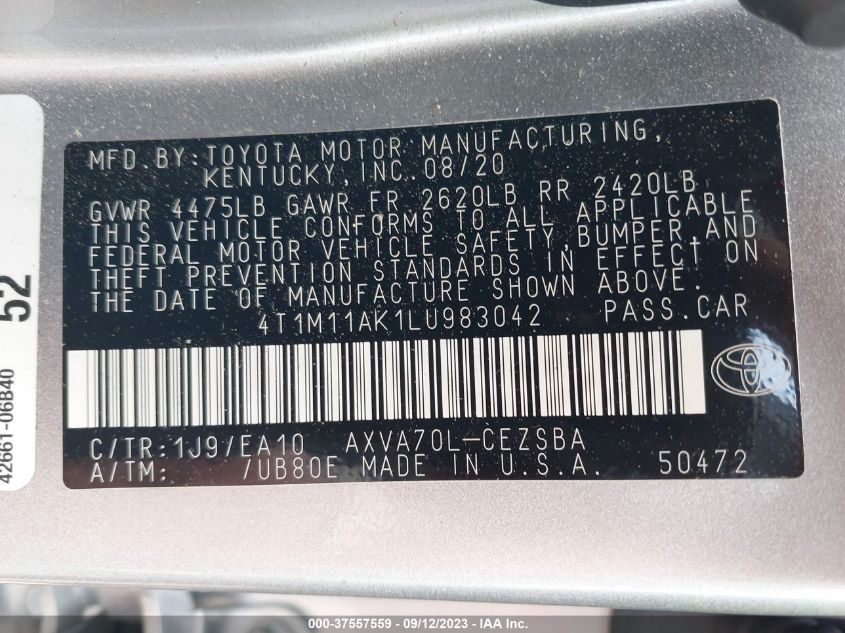 MFD.BY:TOYOTA MOTOR MANUFACTURING,
KENTUCKY,INC.08/20
GVWR 4475LB GAWR FR 2620LB RR 2420LB
THIS VEHICLE CONFORMS TO ALL APPLICABLE
FEDERAL MOTOR VEHICLE SAFETY,BUMPER,AND
THEFT PREVENTION STANDARDS IN EFFECT ON
THE DATE OF MANUFACTURE SHOWN ABOVE.
4T1M11AK1LU983042 PASS.CAR
C/TR:1J9/EA10 AXVA70L-CEZSBA
A/TM: /UB80E MADE IN U.S.A. 50472
52
42661-06B40
000-37557559 - 09/12/2023 - IAA Inc.